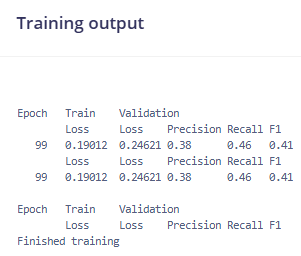 Training output
Epoch Train Validation
Loss Loss Precision Recall F1
99 0.19012 0.24621 0.38 0.46 0.41
Loss Loss Precision Recall F1
99 0.19012 0.24621 0.38 0.46 0.41
Epoch Train Validation
Loss Loss Precision Recall F1
Finished training